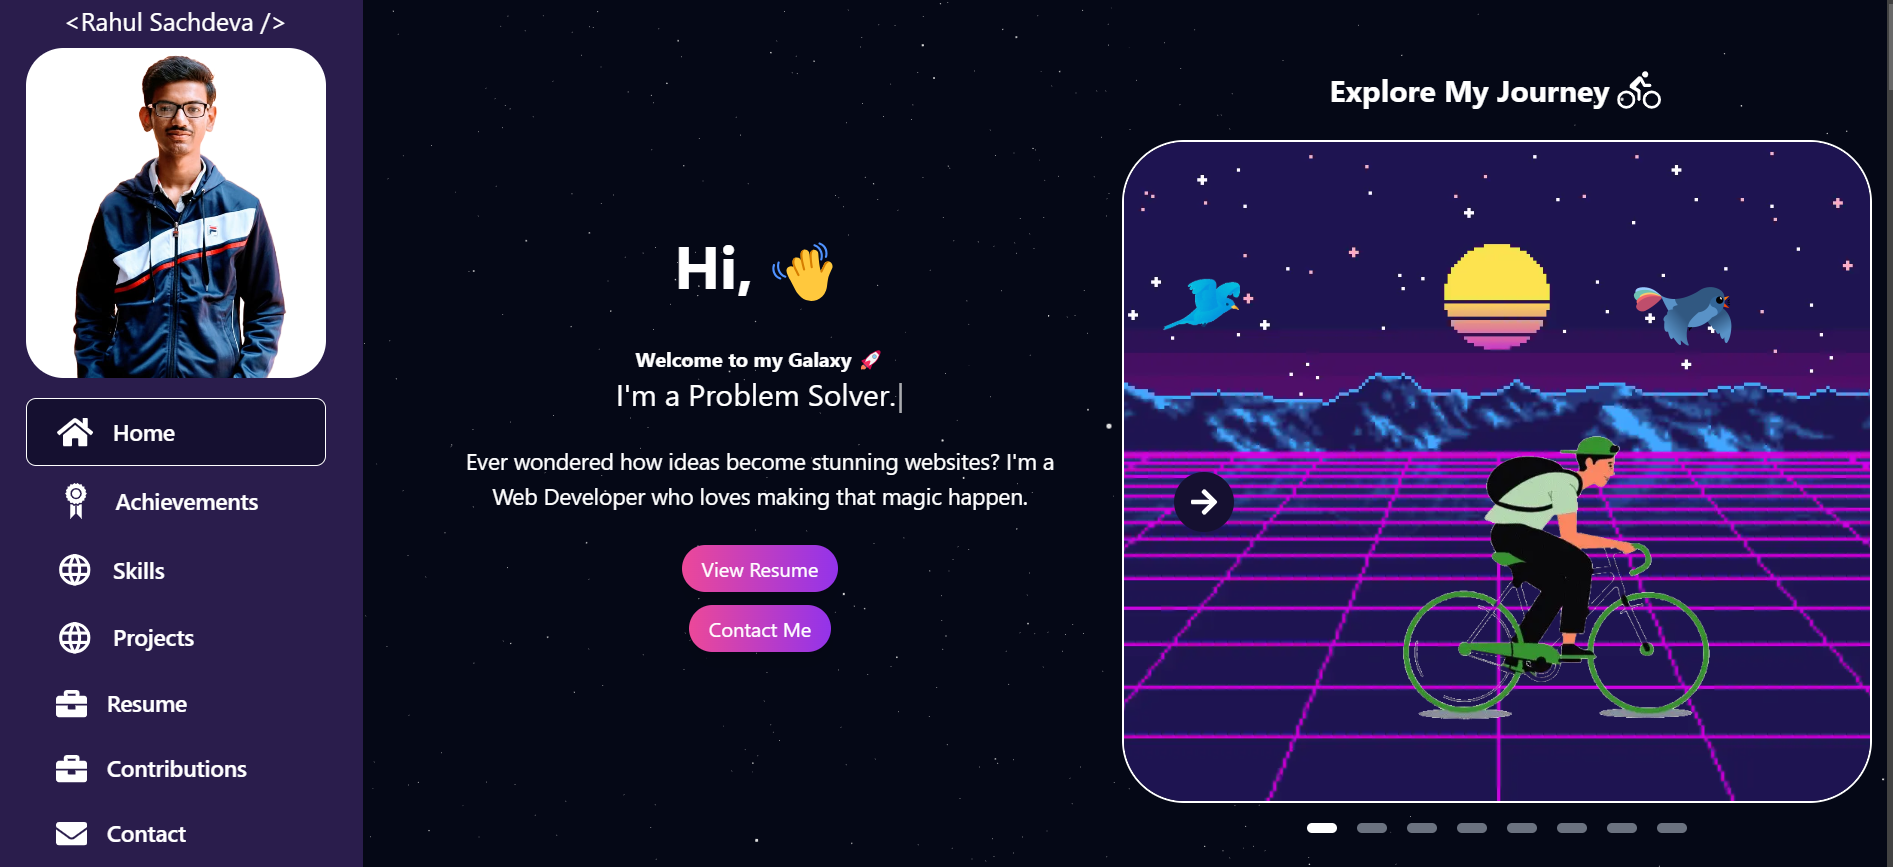 <Rahul Sachdeva />
Home
Achievements
Skills
Projects
Resume
Contributions
Contact
Hi, 👋
Welcome to my Galaxy 🚀
I'm a Problem Solver.|
Ever wondered how ideas become stunning websites? I'm a
Web Developer who loves making that magic happen.
View Resume
Contact Me
Explore My Journey